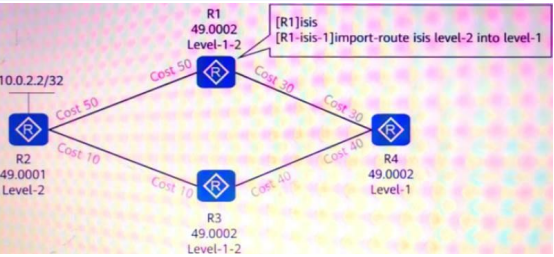 R1
49.0002
Level-1-2
[R1]isis
[R1-isis-1]import-route isis level-2 into level-1
10.0.2.2/32
Cost 50
Cost 50
Cost 30
Cost 30
R
R
R2
49.0001
Level-2
R
R4
49.0002
Level-1
Cost 10
Cost 10
Cost 40
Cost 40
R
R3
49.0002
Level-1-2